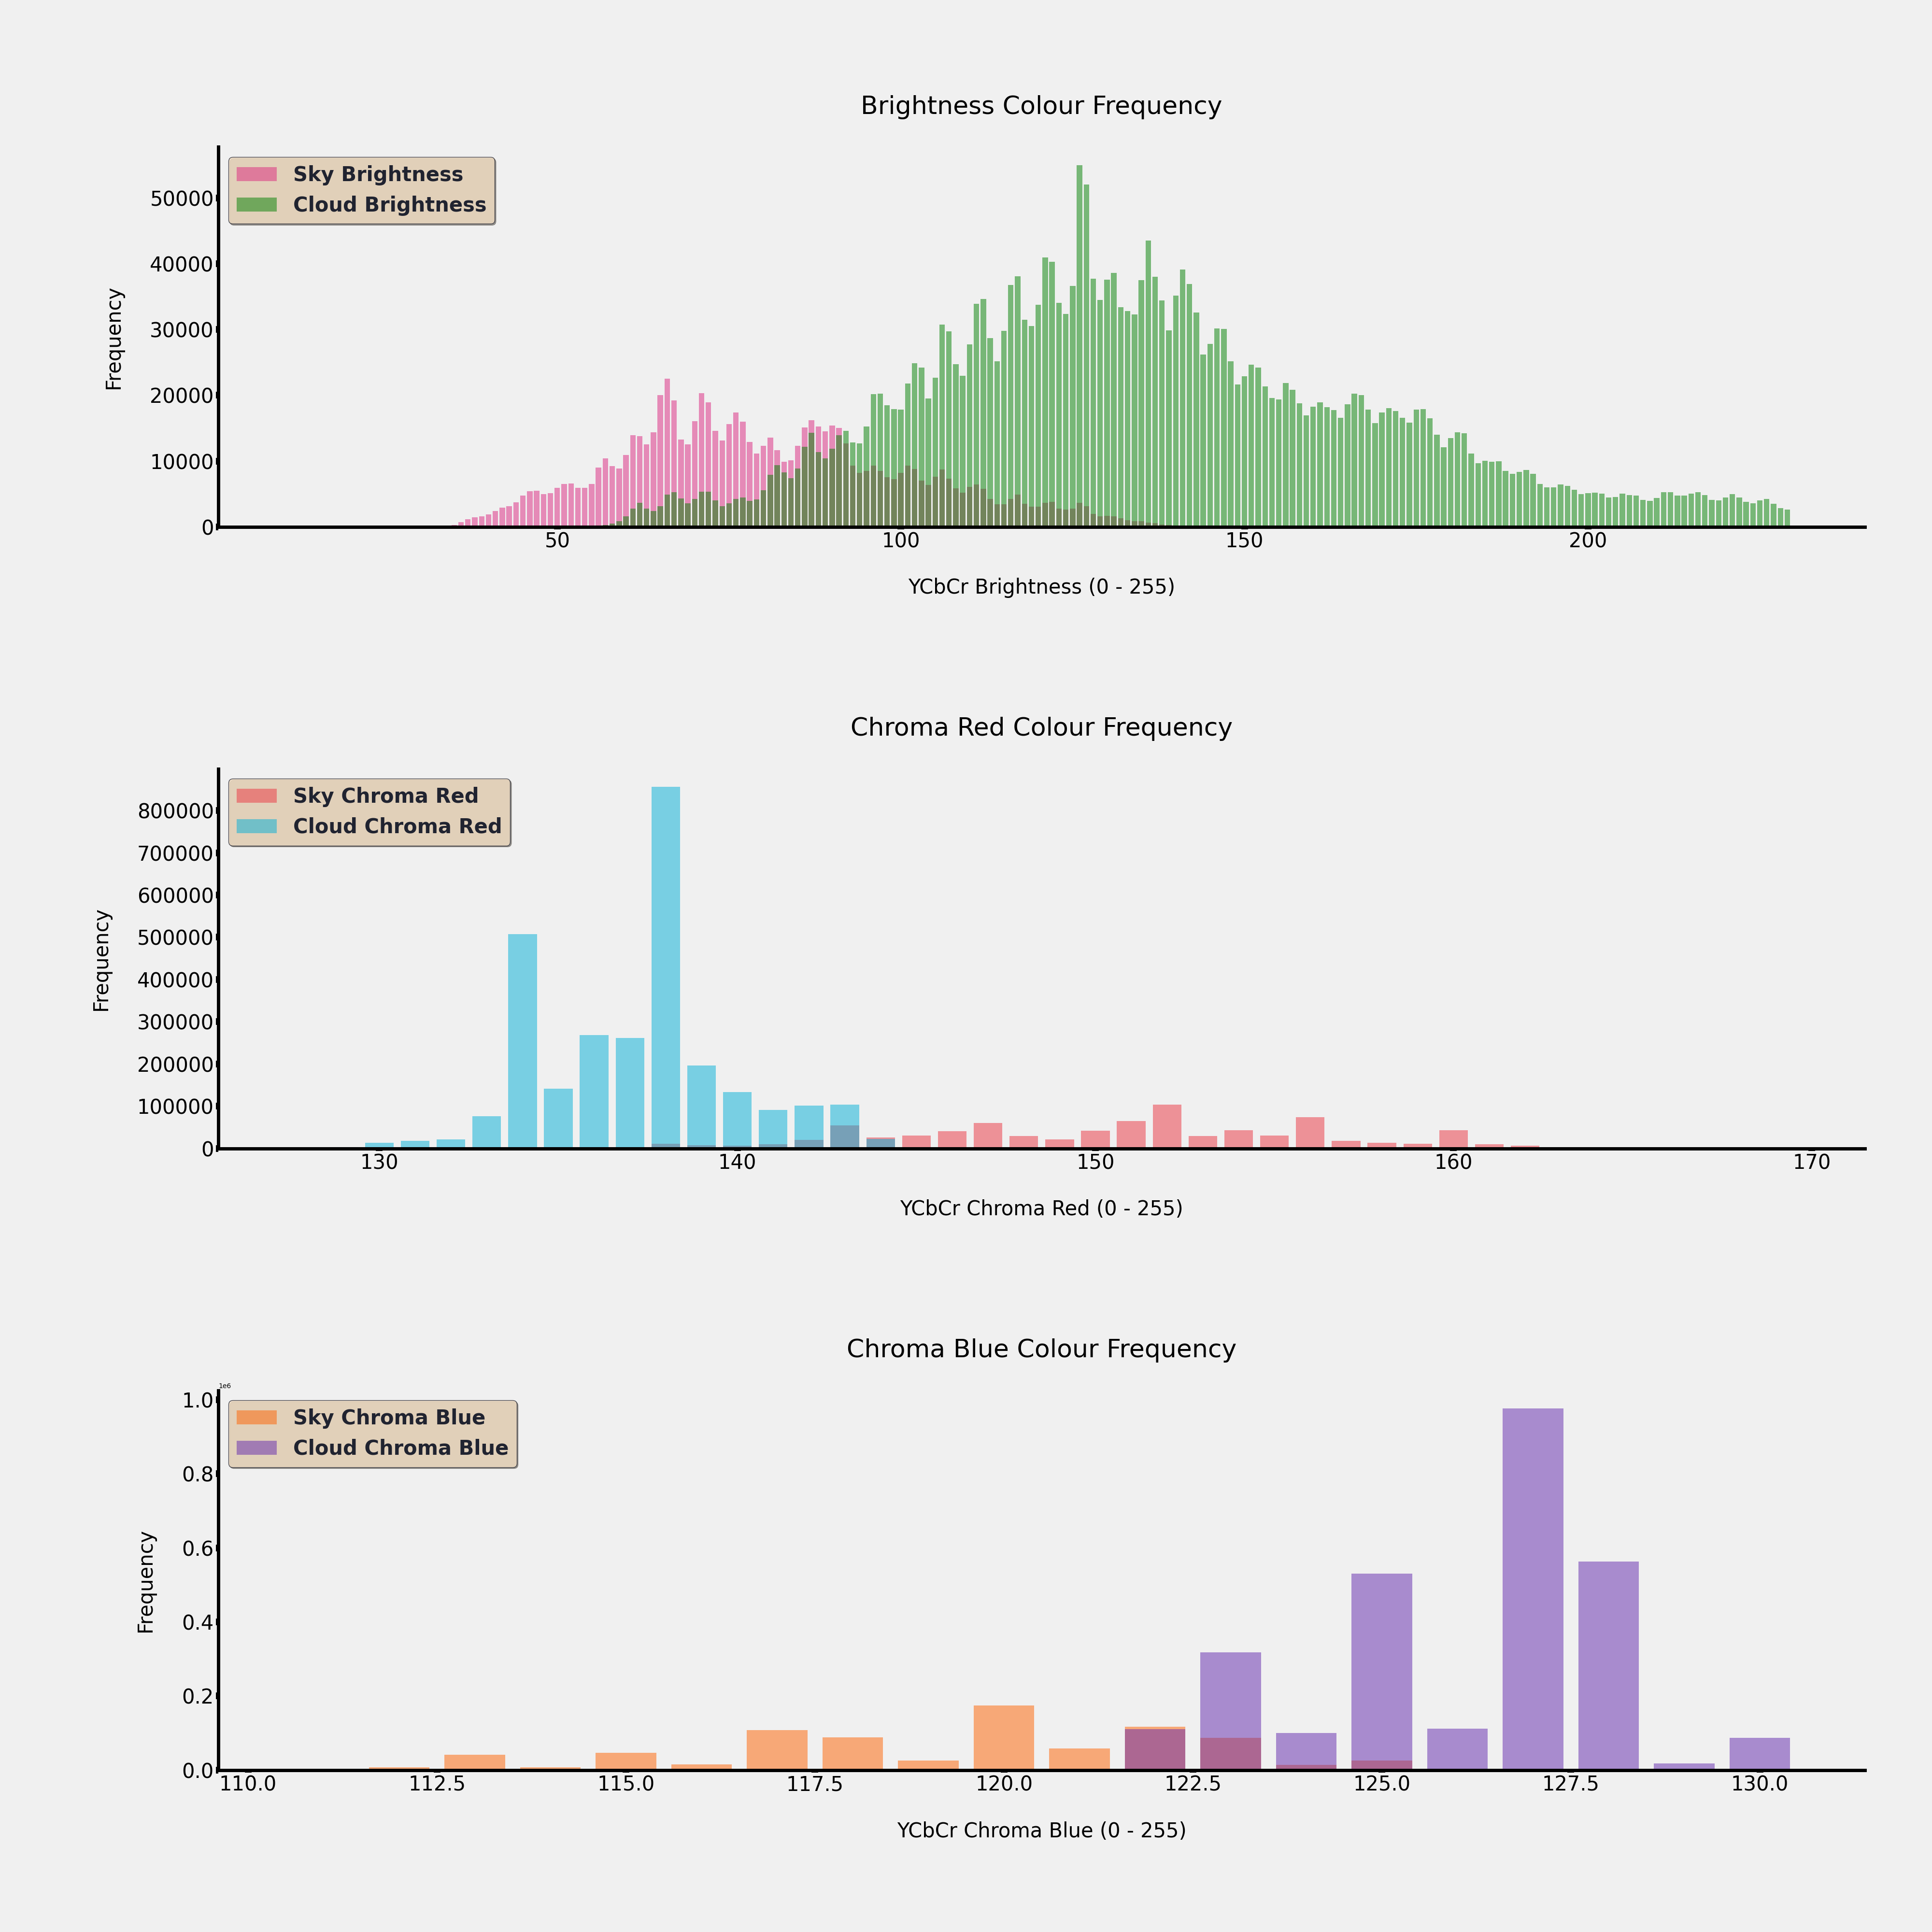 Brightness Colour Frequency
Sky Brightness
Cloud Brightness
Frequency
50000
40000
30000
20000
10000
0
50 100 150 200
YCbCr Brightness (0 - 255)
Chroma Red Colour Frequency
Sky Chroma Red
Cloud Chroma Red
Frequency
800000
700000
600000
500000
400000
300000
200000
100000
0
130 140 150 160 170
YCbCr Chroma Red (0 - 255)
Chroma Blue Colour Frequency
1e6
Sky Chroma Blue
Cloud Chroma Blue
Frequency
1.0
0.8
0.6
0.4
0.2
0.0
110.0 112.5 115.0 117.5 120.0 122.5 125.0 127.5 130.0
YCbCr Chroma Blue (0 - 255)